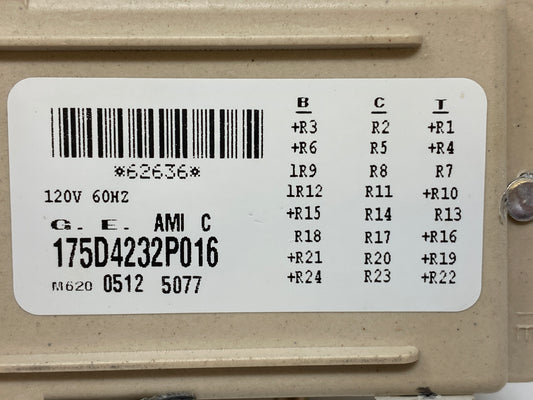 *62636*
120V 60HZ
G. E. AMI C
175D4232P016
M620 0512 5077
B C T
+R3 R2 +R1
+R6 R5 +R4
1R9 R8 R7
1R12 R11 +R10
+R15 R14 R13
R18 R17 +R16
+R21 R20 +R19
+R24 R23 +R22